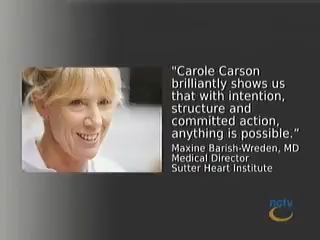 "Carole Carson
brilliantly shows us
that with intention,
structure and
committed action,
anything is possible."
Maxine Barish-Wreden, MD
Medical Director
Sutter Heart Institute
nctv